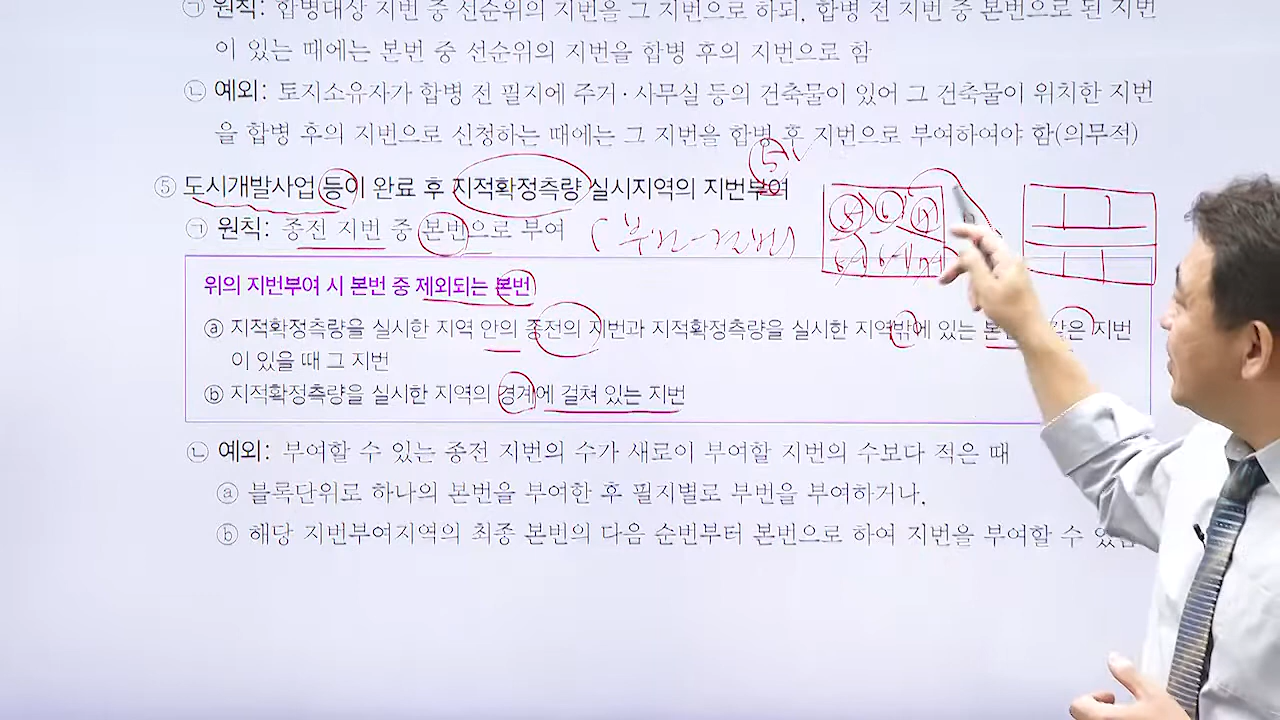 ㉠ 원칙: 합병대상 지번 중 선순위의 지번을 그 지번으로 하되, 합병 전 지번 중 본번으로 된 지번
이 있는 때에는 본번 중 선순위의 지번을 합병 후의 지번으로 함
㉡ 예외: 토지소유자가 합병 전 필지에 주거·사무실 등의 건축물이 있어 그 건축물이 위치한 지번
을 합병 후의 지번으로 신청하는 때에는 그 지번을 합병 후 지번으로 부여하여야 함(의무적)
⑤ 도시개발사업 등이 완료 후 지적확정측량 실시지역의 지번부여
㉠ 원칙: 종전 지번 중 본번으로 부여
위의 지번부여 시 본번 중 제외되는 본번
ⓐ 지적확정측량을 실시한 지역 안의 종전의 지번과 지적확정측량을 실시한 지역밖에 있는 같은 지번
이 있을 때 그 지번
ⓑ 지적확정측량을 실시한 지역의 경계에 걸쳐 있는 지번
㉡ 예외: 부여할 수 있는 종전 지번의 수가 새로이 부여할 지번의 수보다 적은 때
ⓐ 블록단위로 하나의 본번을 부여한 후 필지별로 부번을 부여하거나,
ⓑ 해당 지번부여지역의 최종 본번의 다음 순번부터 본번으로 하여 지번을 부여할 수